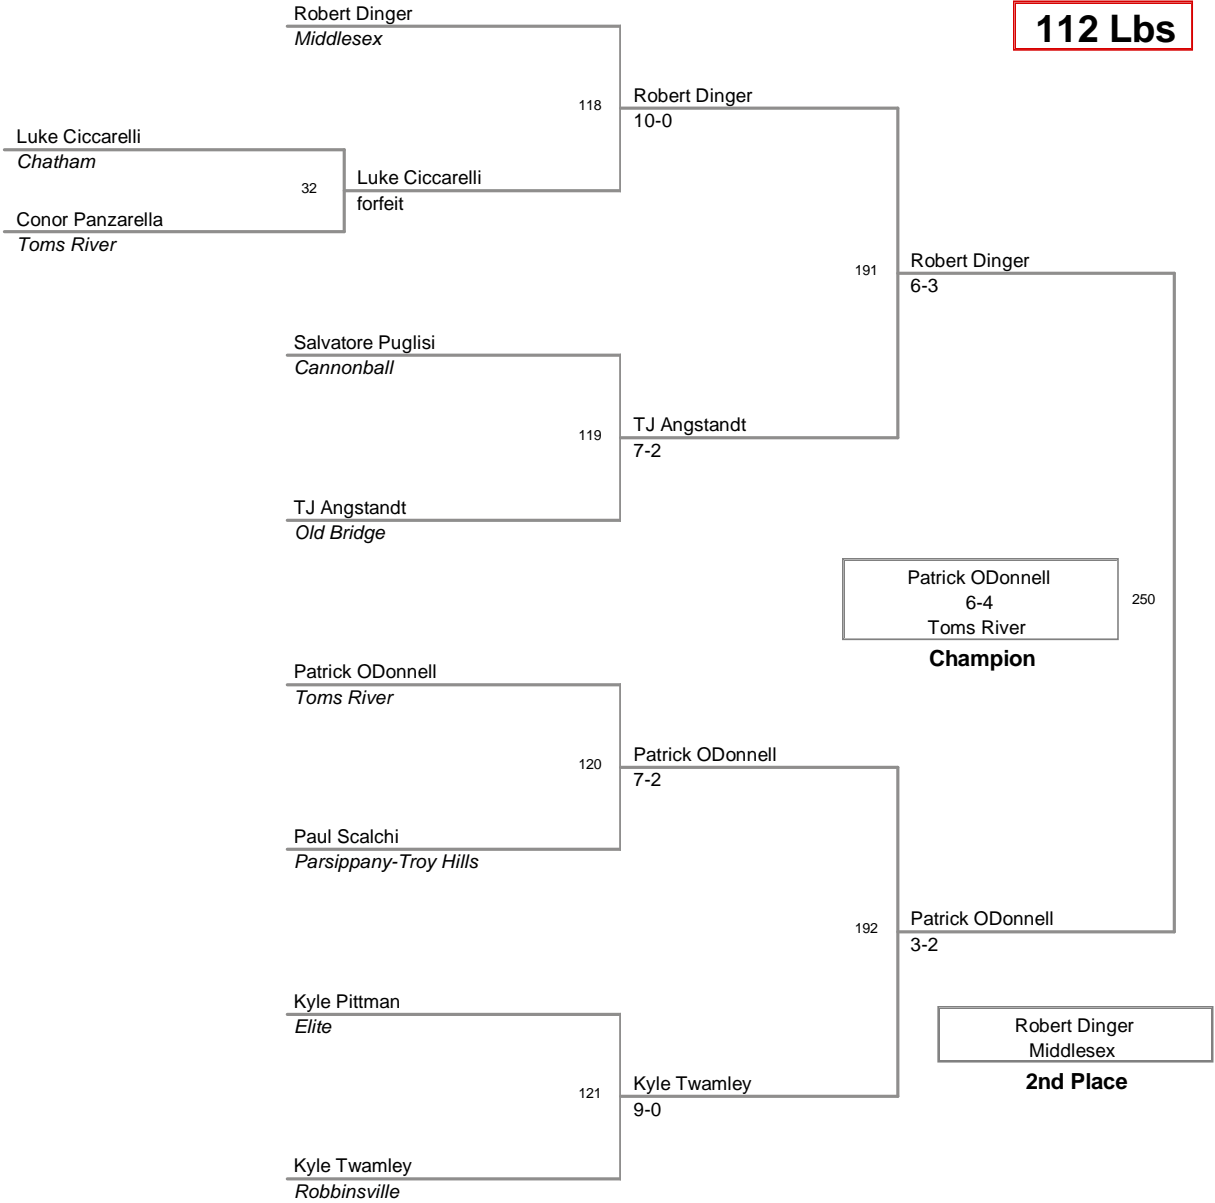 Robert Dinger
Middlesex
112 Lbs
118
Robert Dinger
10-0
Luke Ciccarelli
Chatham
32
Luke Ciccarelli
forfeit
Conor Panzarella
Toms River
191
Robert Dinger
6-3
Salvatore Puglisi
Cannonball
119
TJ Angstandt
7-2
TJ Angstandt
Old Bridge
Patrick ODonnell
6-4
Toms River
250
Champion
Patrick ODonnell
Toms River
120
Patrick ODonnell
7-2
Paul Scalchi
Parsippany-Troy Hills
192
Patrick ODonnell
3-2
Kyle Pittman
Elite
Robert Dinger
Middlesex
2nd Place
121
Kyle Twamley
9-0
Kyle Twamley
Robbinsville